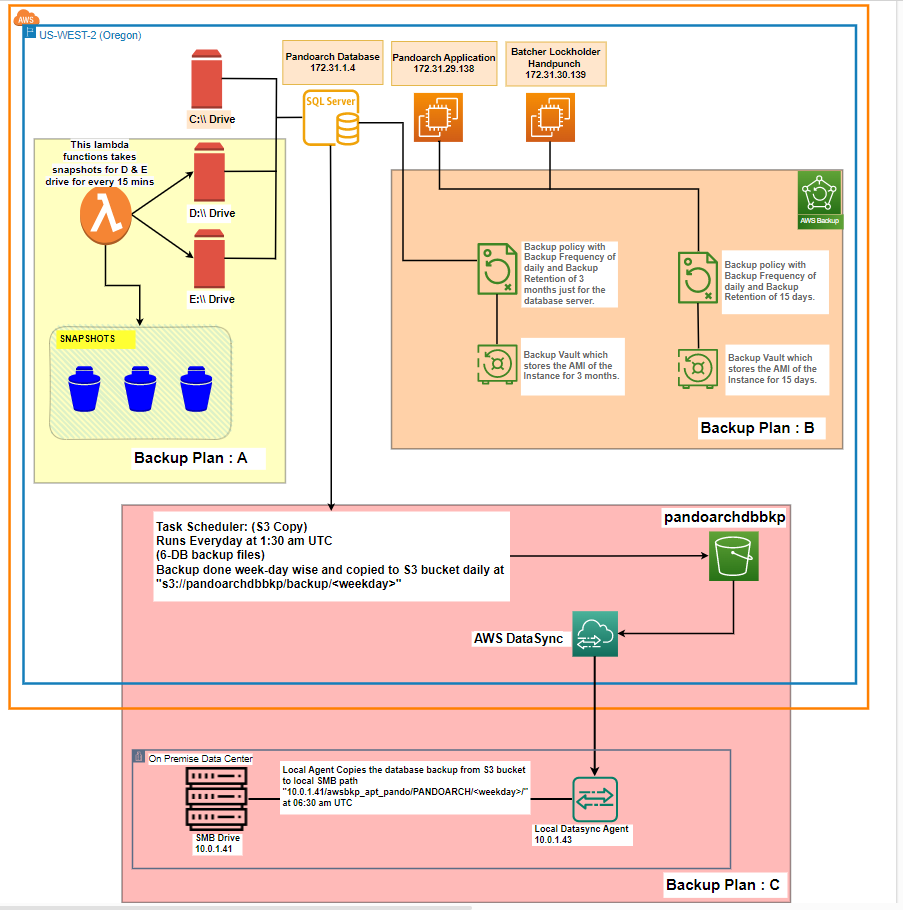 AWS
US-WEST-2 (Oregon)
Pandoarch Database
172.31.1.4
Pandoarch Application
172.31.29.138
Batcher Lockholder
Handpunch
172.31.30.139
SQL Server
C:\\ Drive
This lambda
functions takes
snapshots for D & E
drive for every 15 mins
D:\\ Drive
E:\\ Drive
SNAPSHOTS
Backup Plan : A
AWS Backup
Backup policy with
Backup Frequency of
daily and Backup
Retention of 3
months just for the
database server.
Backup policy with
Backup Frequency of
daily and Backup
Retention of 15 days.
Backup Vault which
stores the AMI of the
Instance for 3 months.
Backup Vault which
stores the AMI of the
Instance for 15 days.
Backup Plan : B
Task Scheduler: (S3 Copy)
Runs Everyday at 1:30 am UTC
(6-DB backup files)
Backup done week-day wise and copied to S3 bucket daily at
"s3://pandoarchdbbkp/backup/<weekday>"
pandoarchdbbkp
AWS DataSync
On Premise Data Center
Local Agent Copies the database backup from S3 bucket
to local SMB path
"10.0.1.41/awsbkp_apt_pando/PANDOARCH/<weekday>/"
at 06:30 am UTC
SMB Drive
10.0.1.41
Local Datasync Agent
10.0.1.43
Backup Plan : C